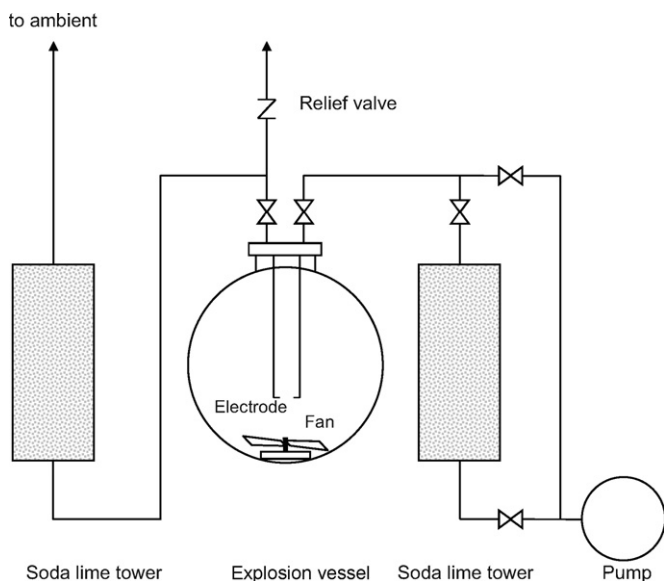 to ambient
Relief valve
Electrode
Fan
Soda lime tower
Explosion vessel
Soda lime tower
Pump